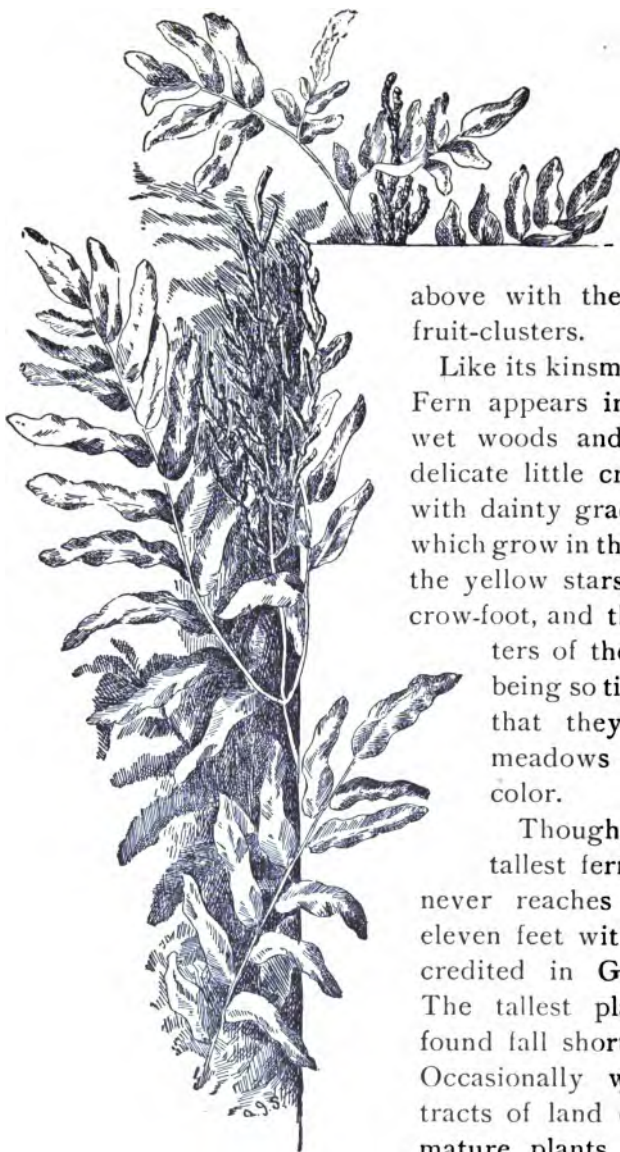 above with the
fruit-clusters.
Like its kinsm
Fern appears in
wet woods and
delicate little cr
with dainty gra
which grow in th
the yellow stars
crow-foot, and th
ters of the
being so ti
that they
meadows
color.
Though
tallest fern
never reaches
eleven feet wit
credited in G
The tallest pla
found fall short
Occasionally w
tracts of land
mature plants
a.g.s.